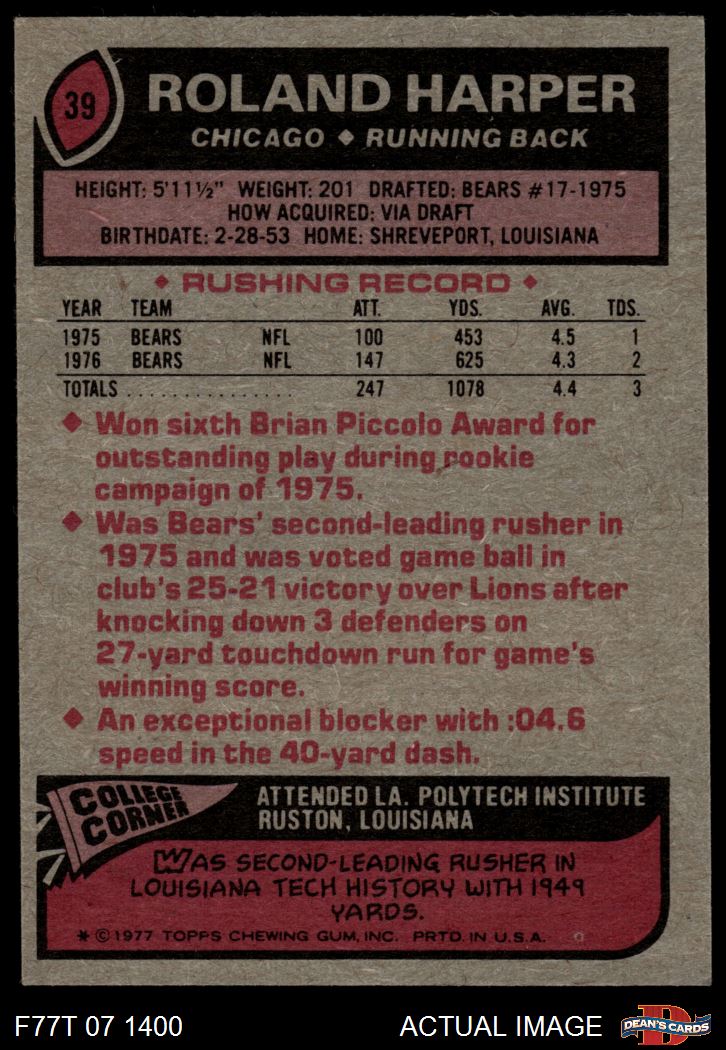 39
ROLAND HARPER
CHICAGO ♦ RUNNING BACK
HEIGHT: 5'11½" WEIGHT: 201 DRAFTED: BEARS #17-1975
HOW ACQUIRED: VIA DRAFT
BIRTHDATE: 2-28-53 HOME: SHREVEPORT, LOUISIANA
♦ RUSHING RECORD ♦
YEAR TEAM ATT. YDS. AVG. TDS.
1975 BEARS NFL 100 453 4.5 1
1976 BEARS NFL 147 625 4.3 2
TOTALS ............... 247 1078 4.4 3
♦ Won sixth Brian Piccolo Award for
outstanding play during rookie
campaign of 1975.
♦ Was Bears' second-leading rusher in
1975 and was voted game ball in
club's 25-21 victory over Lions after
knocking down 3 defenders on
27-yard touchdown run for game's
winning score.
♦ An exceptional blocker with :04.6
speed in the 40-yard dash.
COLLEGE
CORNER
ATTENDED LA. POLYTECH INSTITUTE
RUSTON, LOUISIANA
WAS SECOND-LEADING RUSHER IN
LOUISIANA TECH HISTORY WITH 1949
YARDS.
* © 1977 TOPPS CHEWING GUM, INC. PRTD. IN U.S.A.
F77T 07 1400
ACTUAL IMAGE
D
DEAN'S CARDS